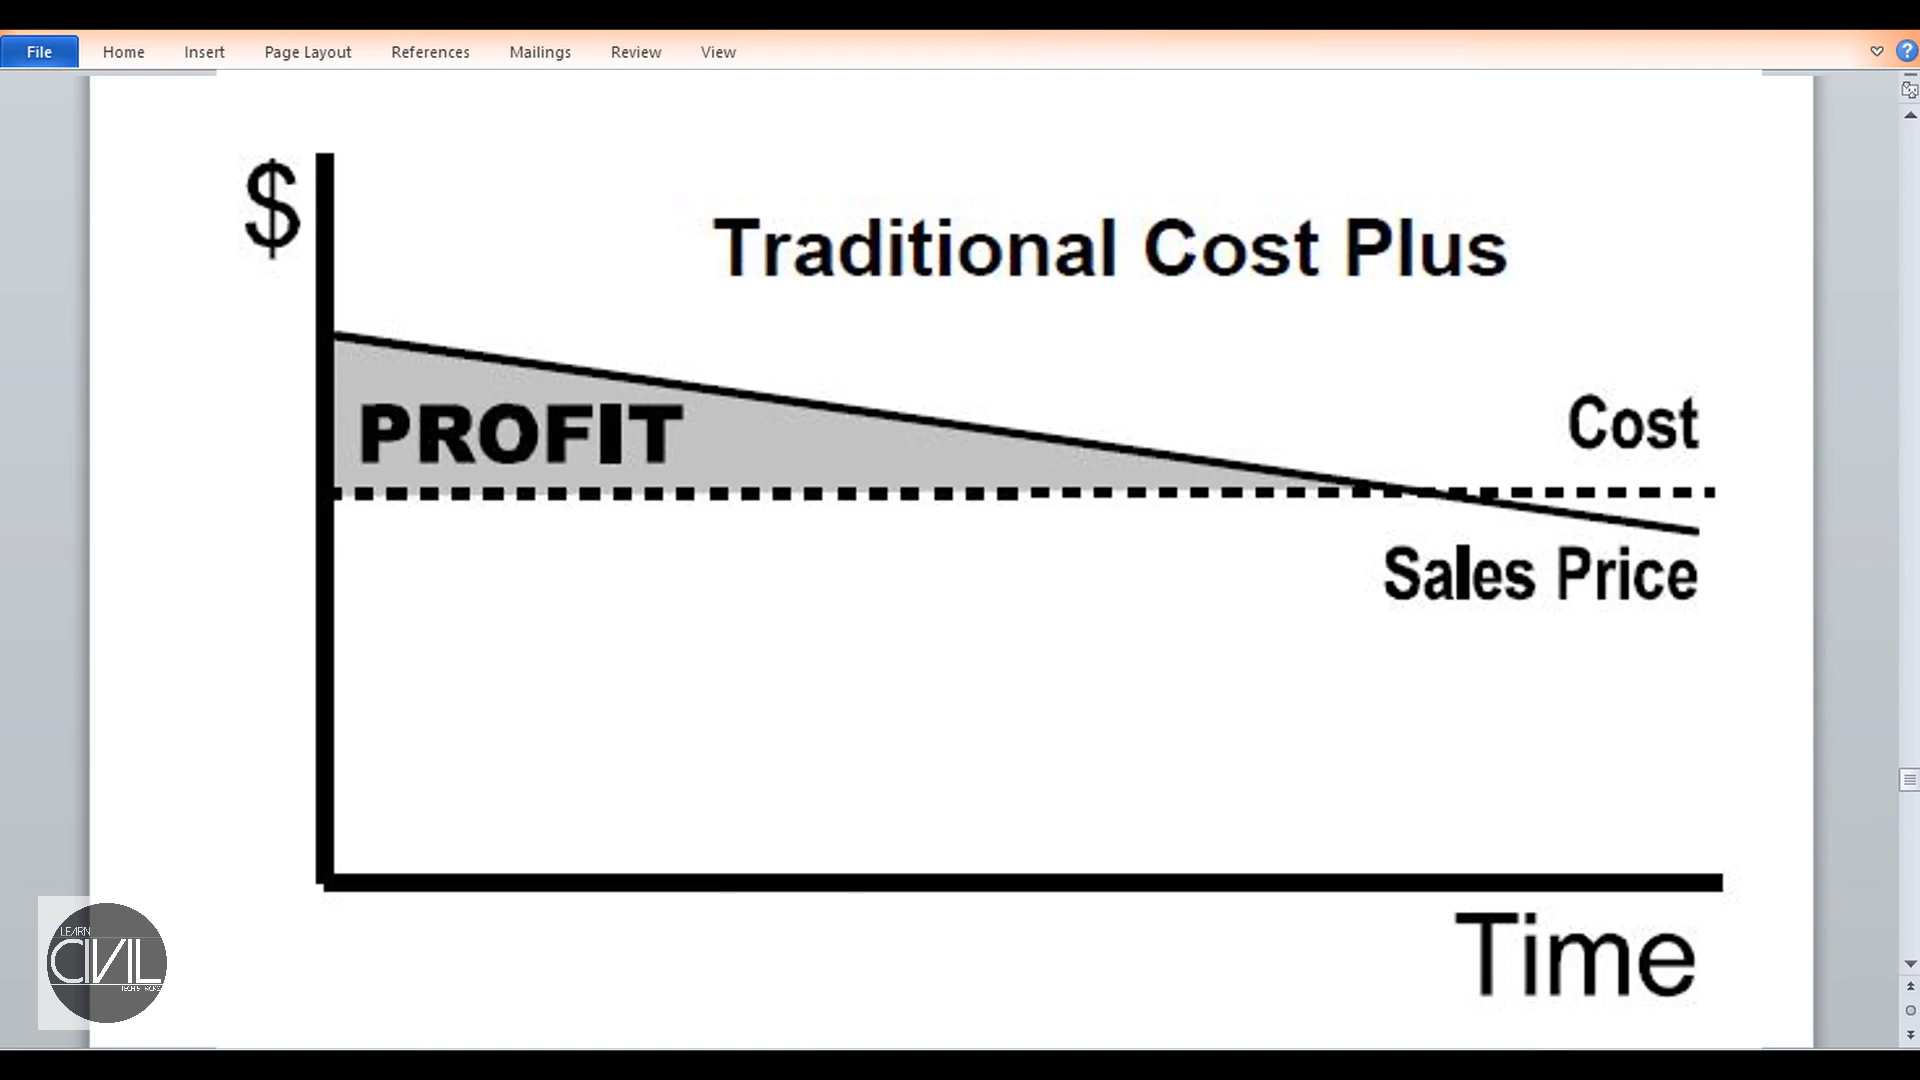 File Home Insert Page Layout References Mailings Review View
$
Traditional Cost Plus
PROFIT
Cost
Sales Price
Time
LEARN
CIVIL